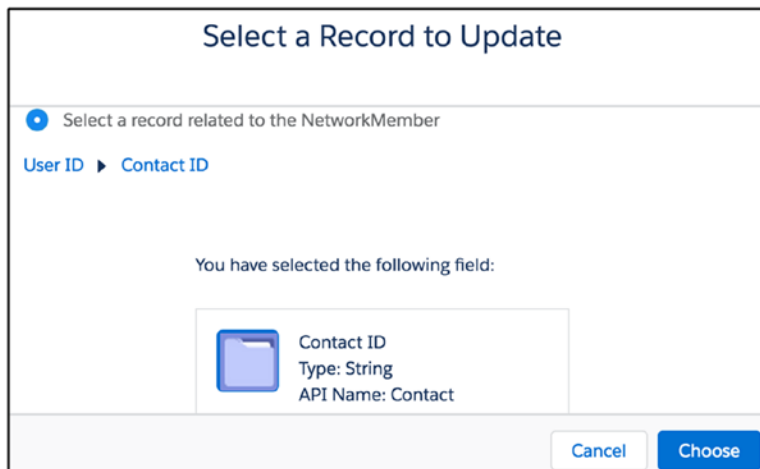 Select a Record to Update
Select a record related to the NetworkMember
User ID ▶ Contact ID
You have selected the following field:
Contact ID
Type: String
API Name: Contact
Cancel
Choose